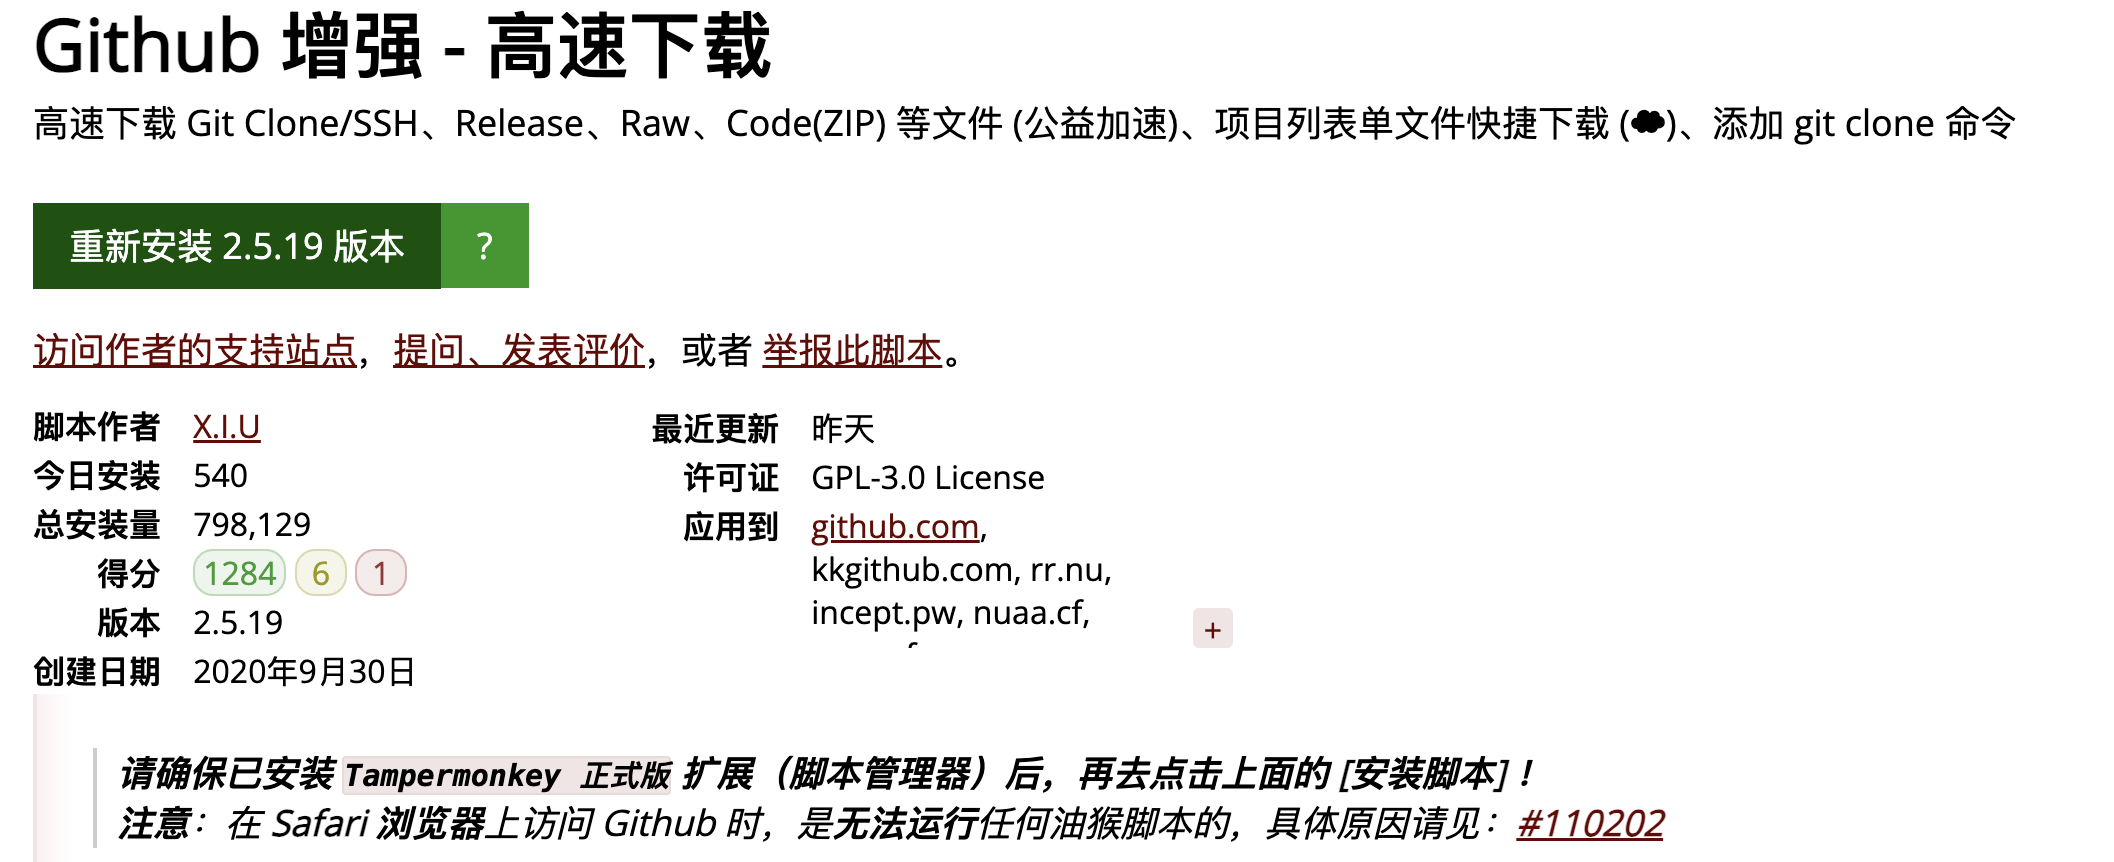 Github 增强 - 高速下载
高速下载 Git Clone/SSH、Release、Raw、Code(ZIP) 等文件 (公益加速)、项目列表单文件快捷下载 (☁)、添加 git clone 命令
重新安装 2.5.19 版本 ?
访问作者的支持站点，提问、发表评价，或者 举报此脚本。
脚本作者 X.I.U
今日安装 540
总安装量 798,129
得分 1284 6 1
版本 2.5.19
创建日期 2020年9月30日
最近更新 昨天
许可证 GPL-3.0 License
应用到 github.com,
kkgithub.com, rr.nu,
incept.pw, nuaa.cf,
+
请确保已安装 Tampermonkey 正式版 扩展（脚本管理器）后，再去点击上面的 [安装脚本]！
注意：在 Safari 浏览器上访问 Github 时，是无法运行任何油猴脚本的，具体原因请见：#110202